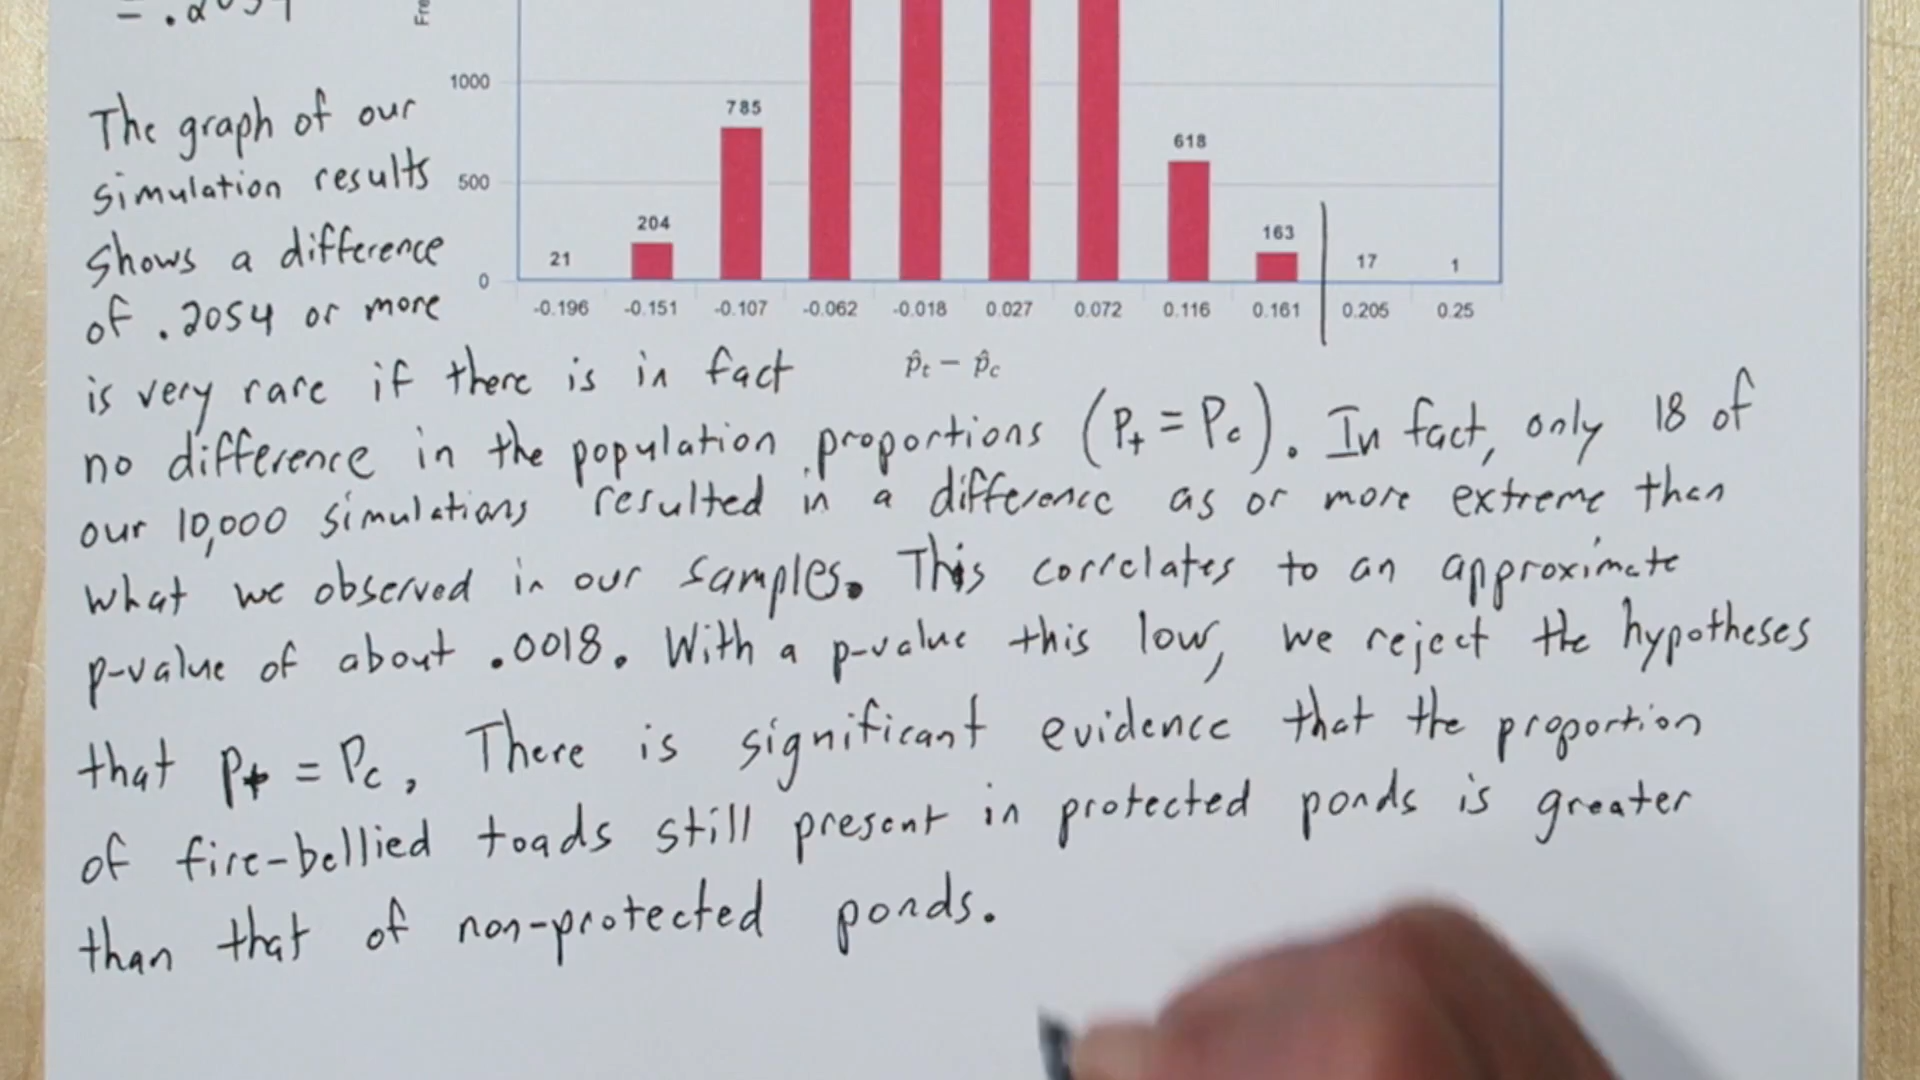 = .2054
Fre
1000
785
618
500
204
163
21
17
1
0
-0.196 -0.151 -0.107 -0.062 -0.018 0.027 0.072 0.116 0.161 0.205 0.25
p̂t − p̂c
The graph of our
simulation results
shows a difference
of .2054 or more
is very rare if there is in fact
no difference in the population proportions (Pt = Pc). In fact, only 18 of
our 10,000 simulations resulted in a difference as or more extreme than
what we observed in our samples. This correlates to an approximate
p-value of about .0018. With a p-value this low, we reject the hypotheses
that Pt = Pc, There is significant evidence that the proportion
of fire-bellied toads still present in protected ponds is greater
than that of non-protected ponds.